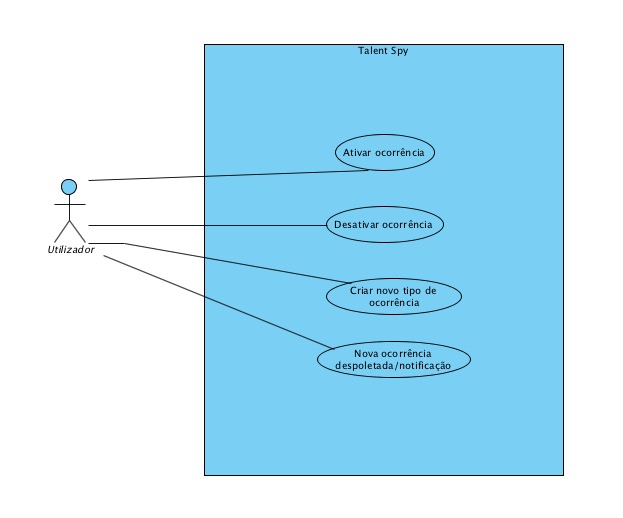 Talent Spy
Ativar ocorrência
Desativar ocorrência
Utilizador
Criar novo tipo de
ocorrência
Nova ocorrência
despoletada/notificação